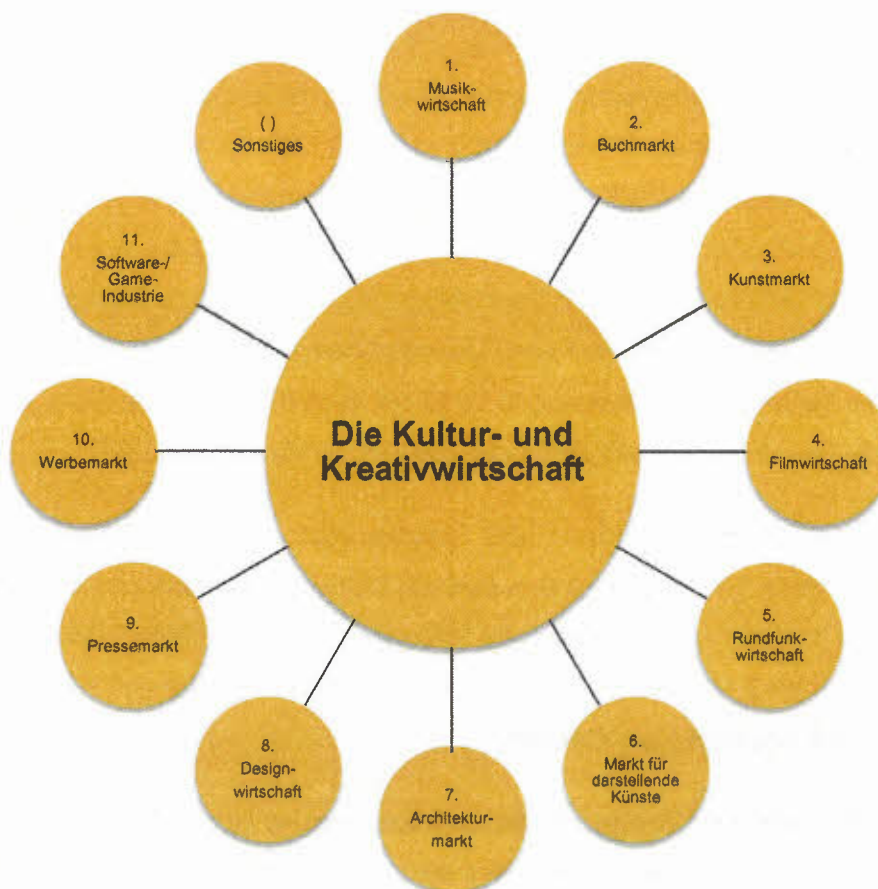 Die Kultur- und
Kreativwirtschaft
1.
Musik-
wirtschaft
2.
Buchmarkt
3.
Kunstmarkt
4.
Filmwirtschaft
5.
Rundfunk-
wirtschaft
6.
Markt für
darstellende
Künste
7.
Architektur-
markt
8.
Design-
wirtschaft
9.
Pressemarkt
10.
Werbemarkt
11.
Software-/
Game-
Industrie
( )
Sonstiges